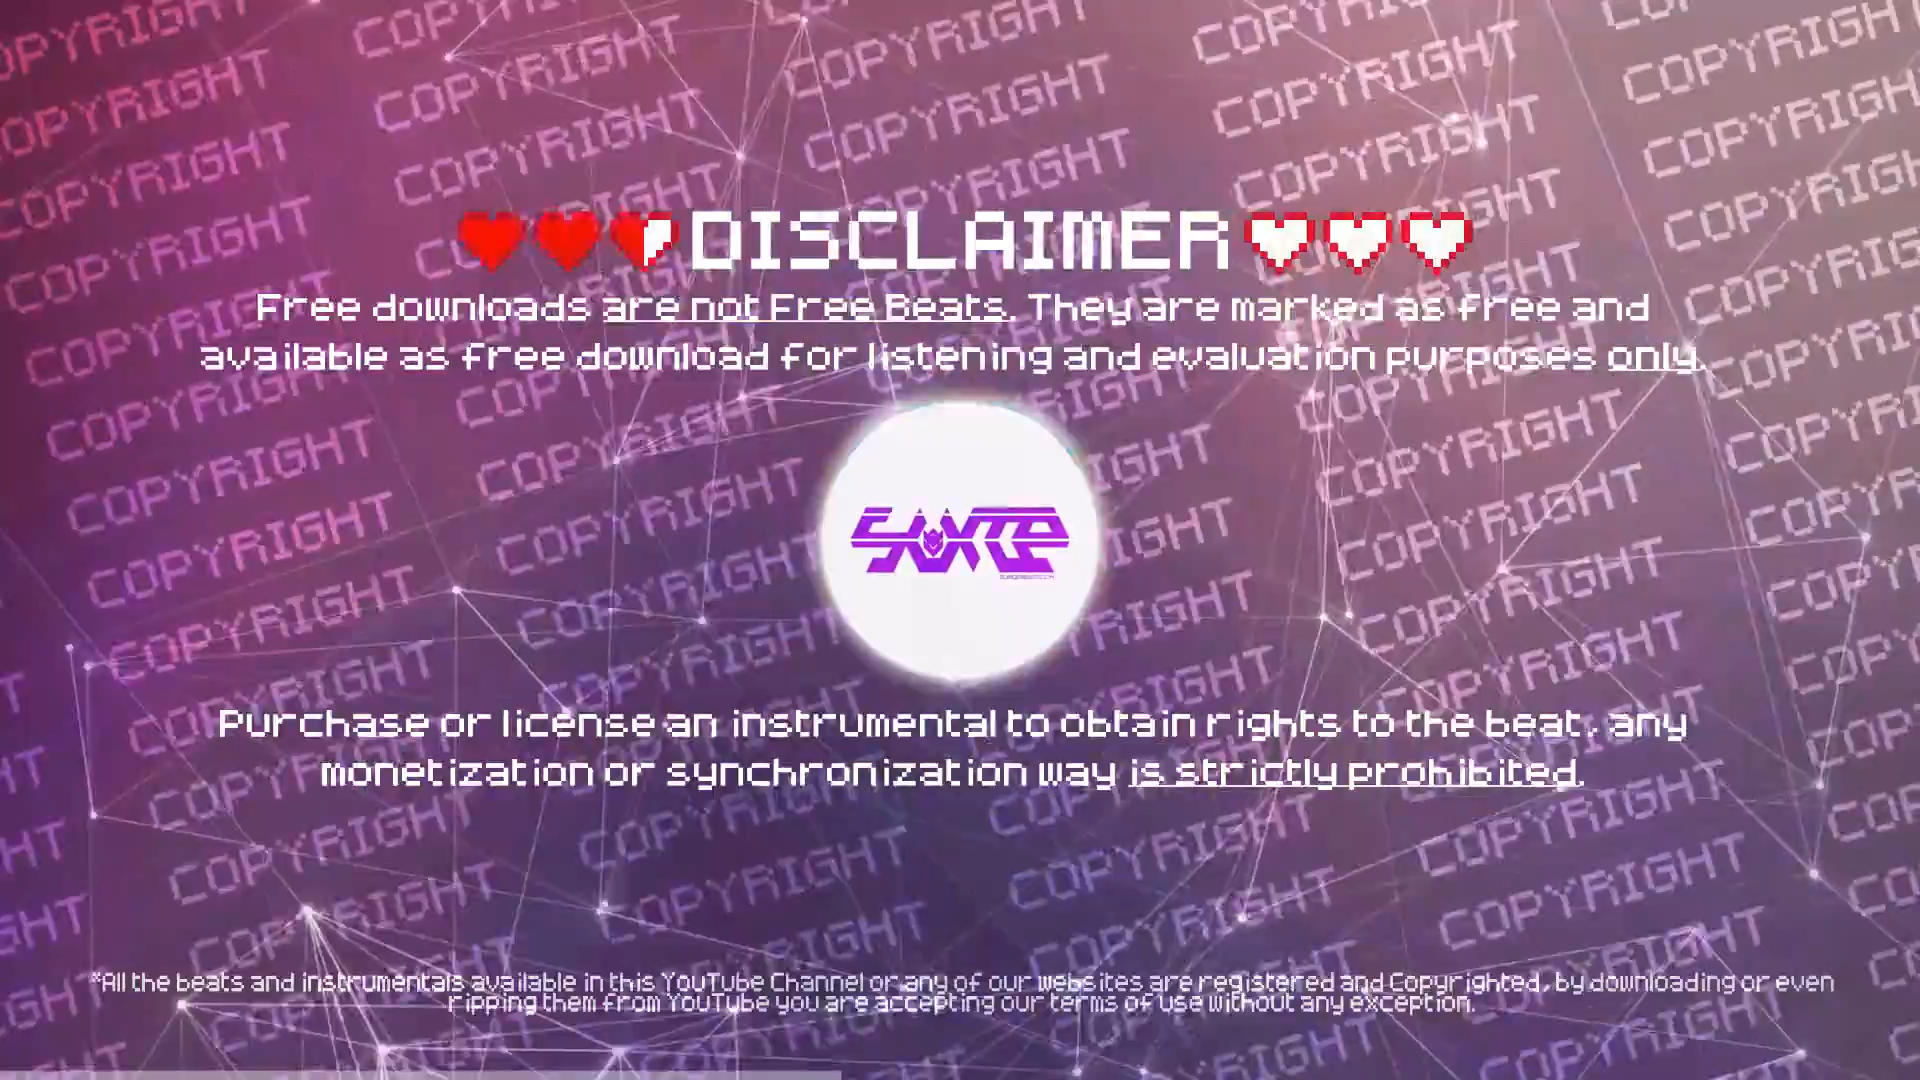 DISCLAIMER
Free downloads are not Free Beats. They are marked as free and
available as free download for listening and evaluation purposes only.
Purchase or license an instrumental to obtain rights to the beat, any
monetization or synchronization way is strictly prohibited.
*All the beats and instrumentals available in this YouTube Channel or any of our websites are registered and Copyrighted, by downloading or even
ripping them from YouTube you are accepting our terms of use without any exception.
COPYRIGHT